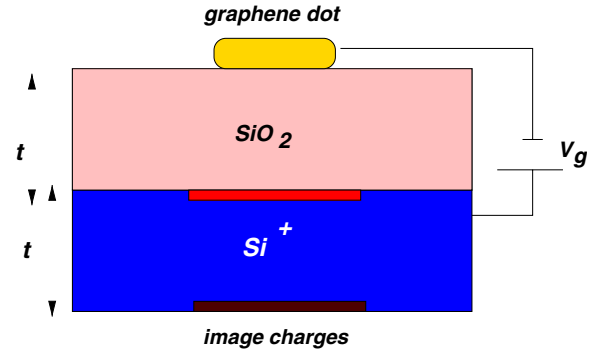 graphene dot
t
SiO 2
V g
t
Si +
image charges